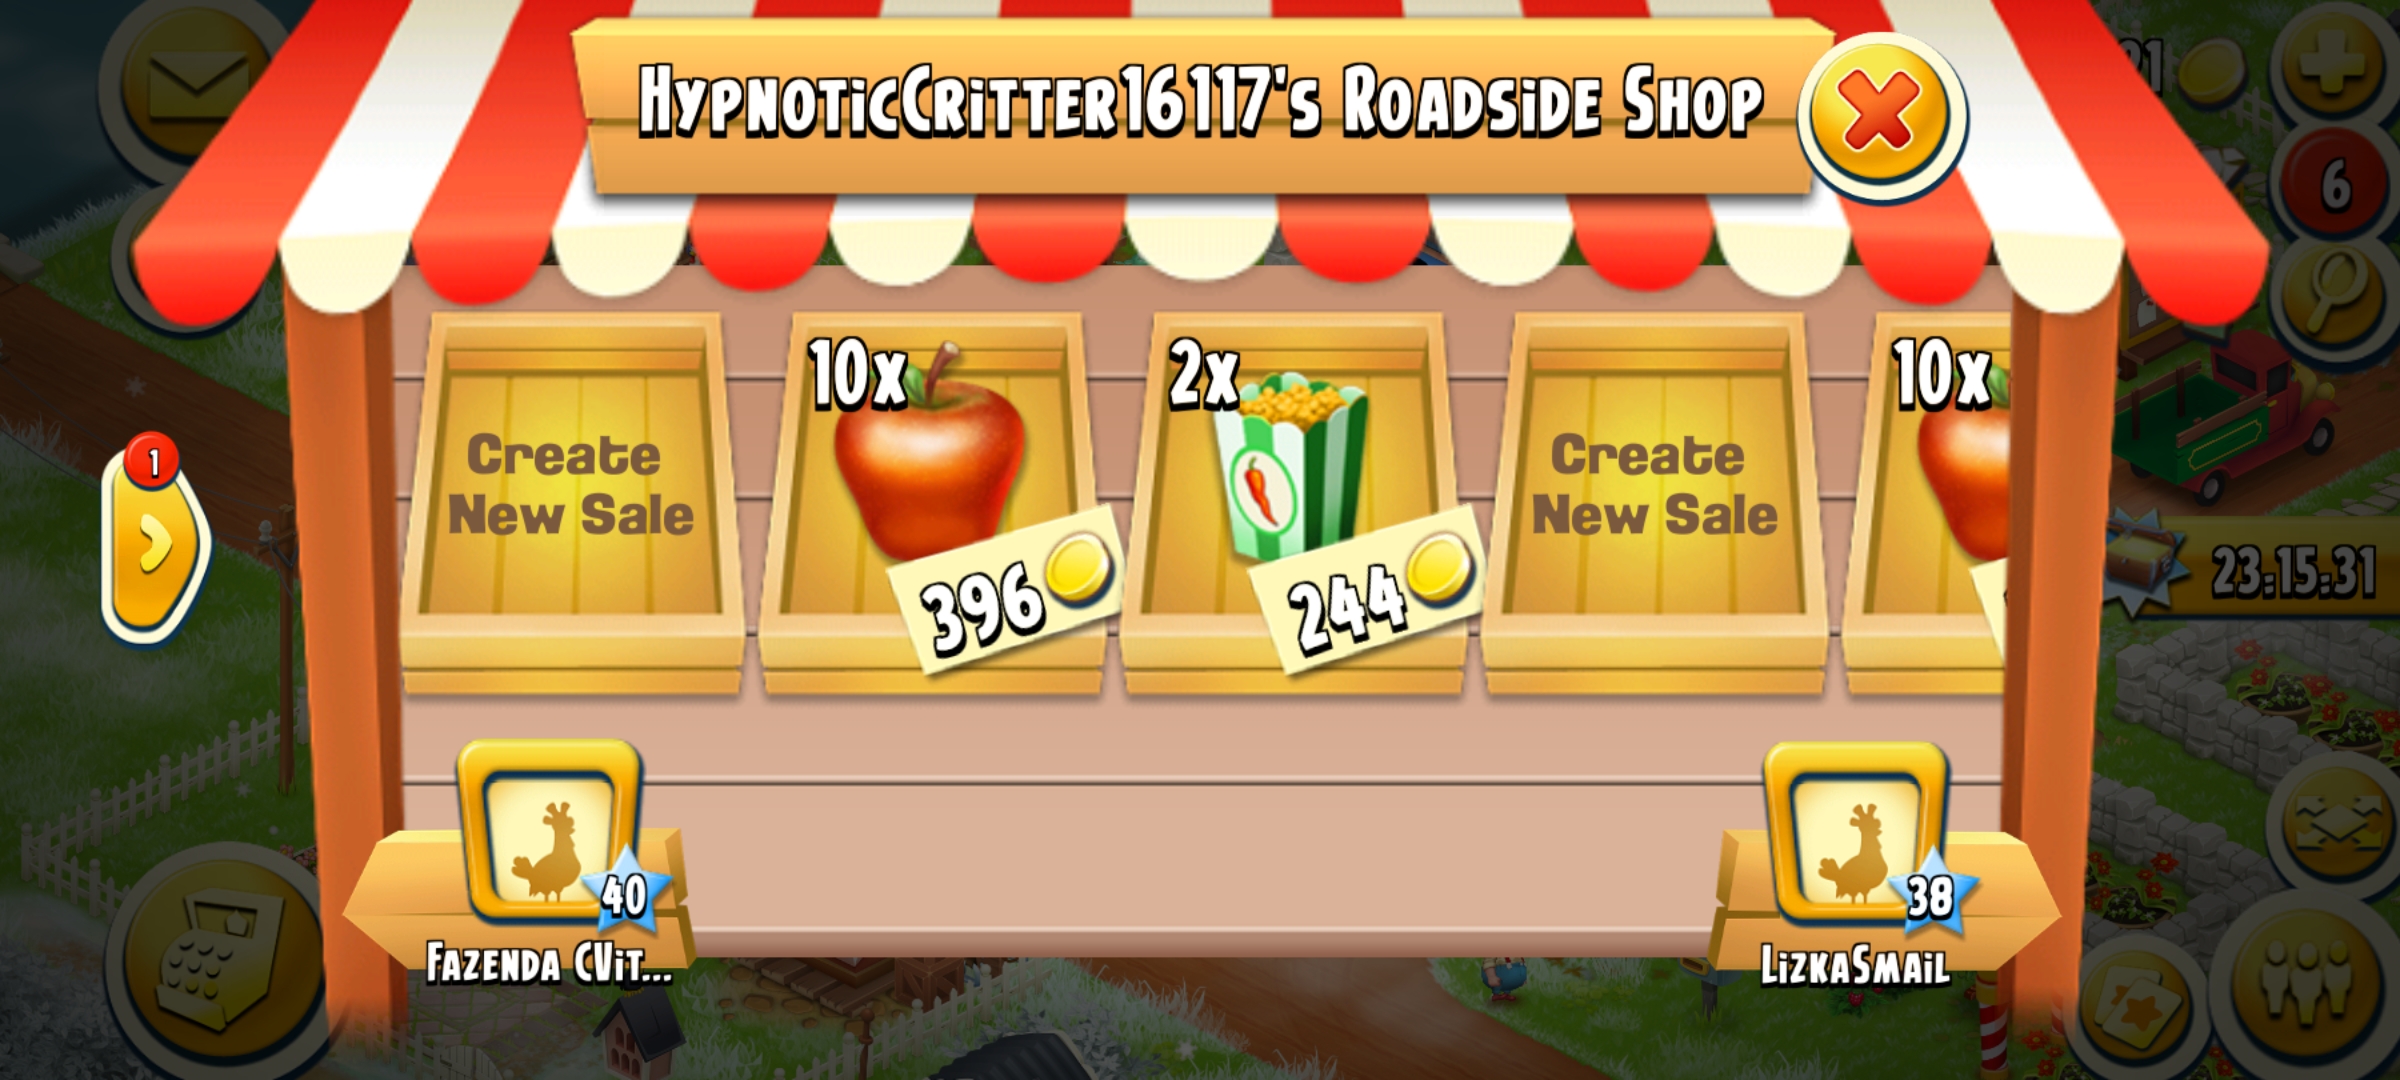 HypnoticCritter16117's Roadside Shop
6
10x
2x
10x
Create
New Sale
Create
New Sale
1
396
244
23:15:31
40
38
Fazenda CVit...
LizkaSmail